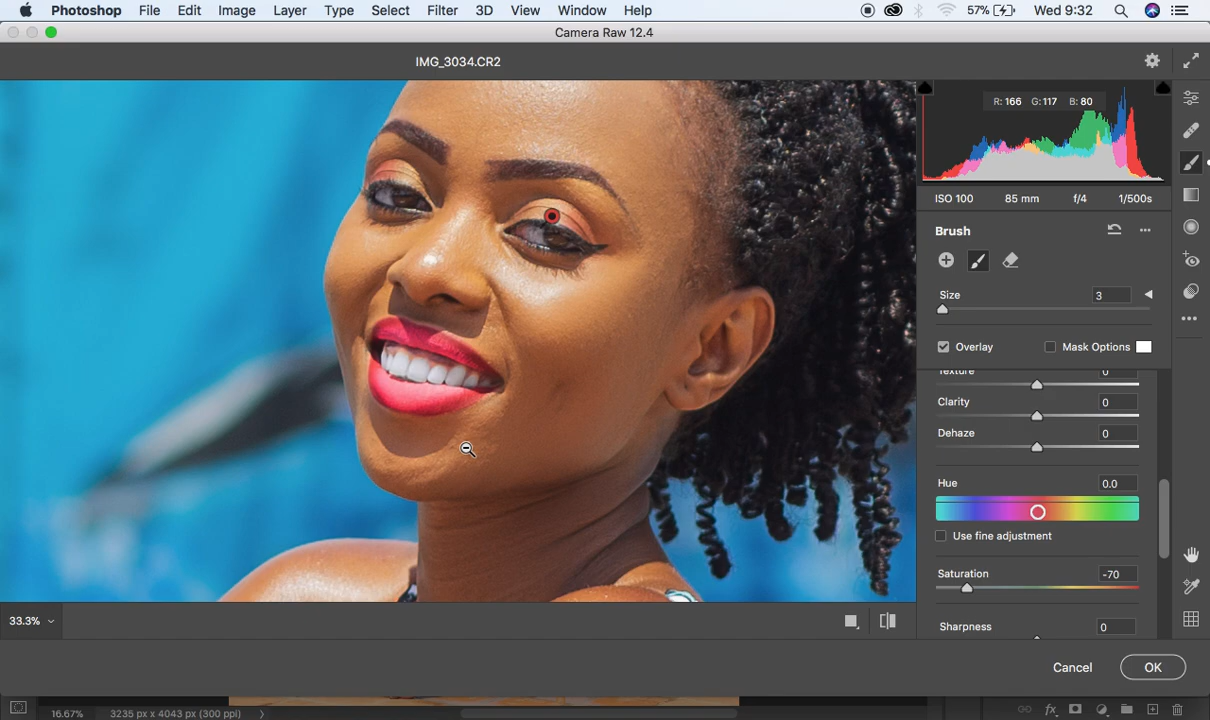 Photoshop File Edit Image Layer Type Select Filter 3D View Window Help 57% Wed 9:32
Camera Raw 12.4
IMG_3034.CR2
R: 166 G: 117 B: 80
ISO 100 85 mm f/4 1/500s
Brush
Size 3
Overlay Mask Options
Texture 0
Clarity 0
Dehaze 0
Hue 0.0
Use fine adjustment
Saturation -70
Sharpness 0
33.3%
Cancel OK
16.67% 3235 px x 4043 px (300 ppi)
fx